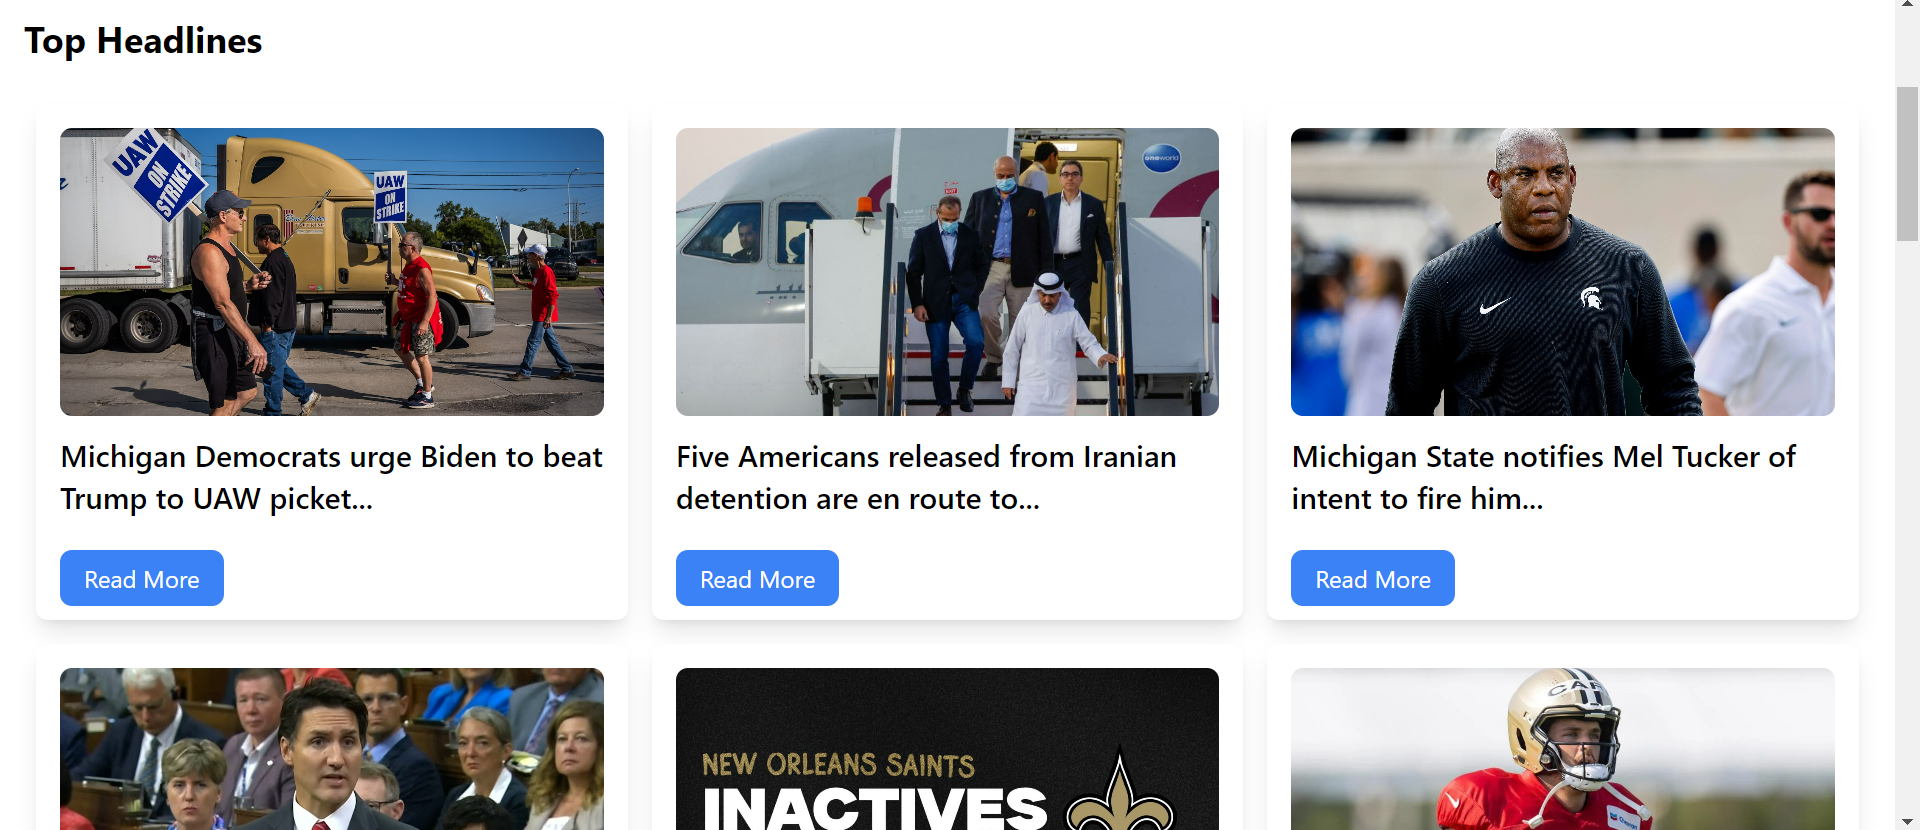 Top Headlines
UAW
ON
STRIKE
UAW
ON
STRIKE
oneworld
Michigan Democrats urge Biden to beat
Trump to UAW picket...
Five Americans released from Iranian
detention are en route to...
Michigan State notifies Mel Tucker of
intent to fire him...
Read More
Read More
Read More
NEW ORLEANS SAINTS
INACTIVES